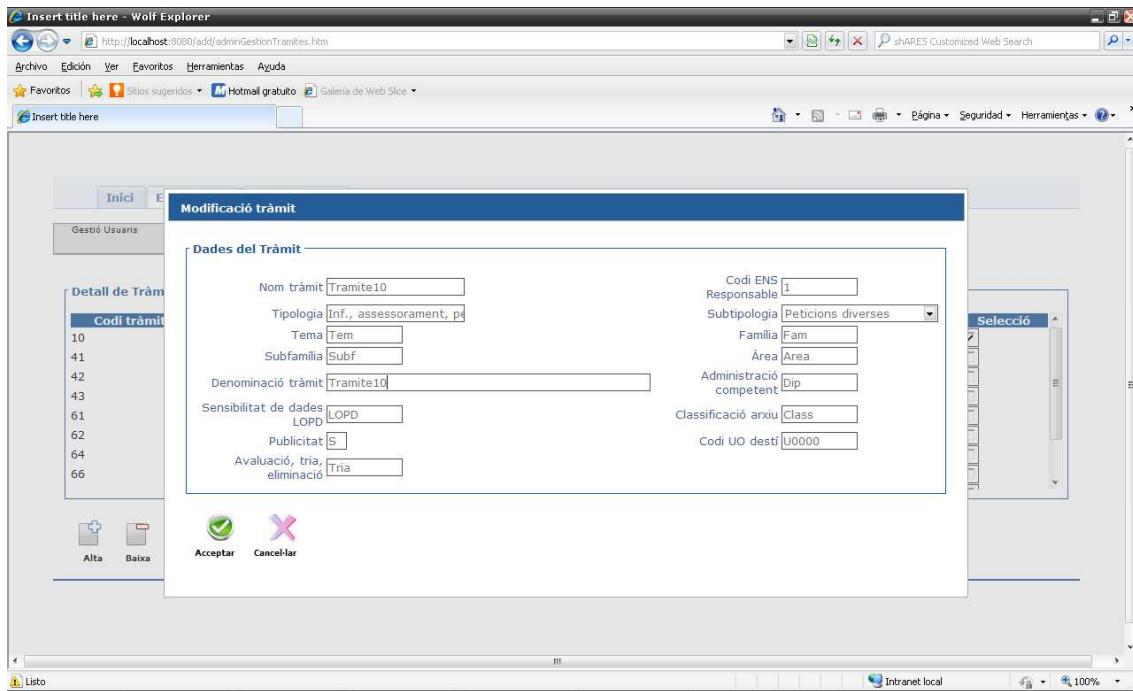 Insert title here - Wolf Explorer
http://localhost:8080/add/adminGestionTramites.htm
shARES Customized Web Search
Archivo Edición Ver Favoritos Herramientas Ayuda
Favoritos Sitios sugeridos Hotmail gratuito Galería de Web Slice
Insert title here
Página Seguridad Herramientas
Inici E
Modificació tràmit
Gestió Usuaris
Dades del Tràmit
Nom tràmit Tramite10
Codi ENS
Responsable 1
Detall de Tràm
Tipologia Inf., assessorament, pe
Subtipologia Peticions diverses
Codi tràmit
Selecció
Tema Tem
Família Fam
10
Subfamília Subf
Àrea Area
41
Denominació tràmit Tramite10
Administració
competent Dip
42
43
Sensibilitat de dades
LOPD LOPD
Classificació arxiu Class
61
62
Publicitat S
Codi UO destí U0000
64
Avaluació, tria,
eliminació Tria
66
Alta Baixa
Acceptar Cancel·lar
Listo
Intranet local
100%